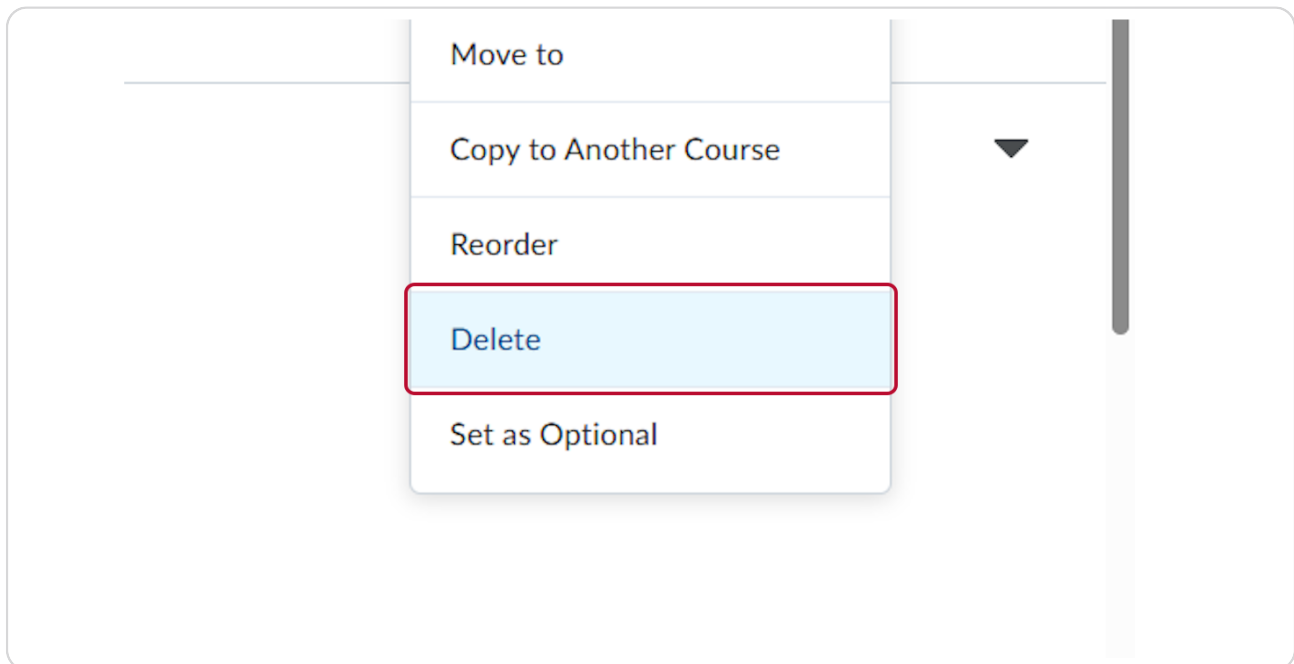 Move to
Copy to Another Course
Reorder
Delete
Set as Optional